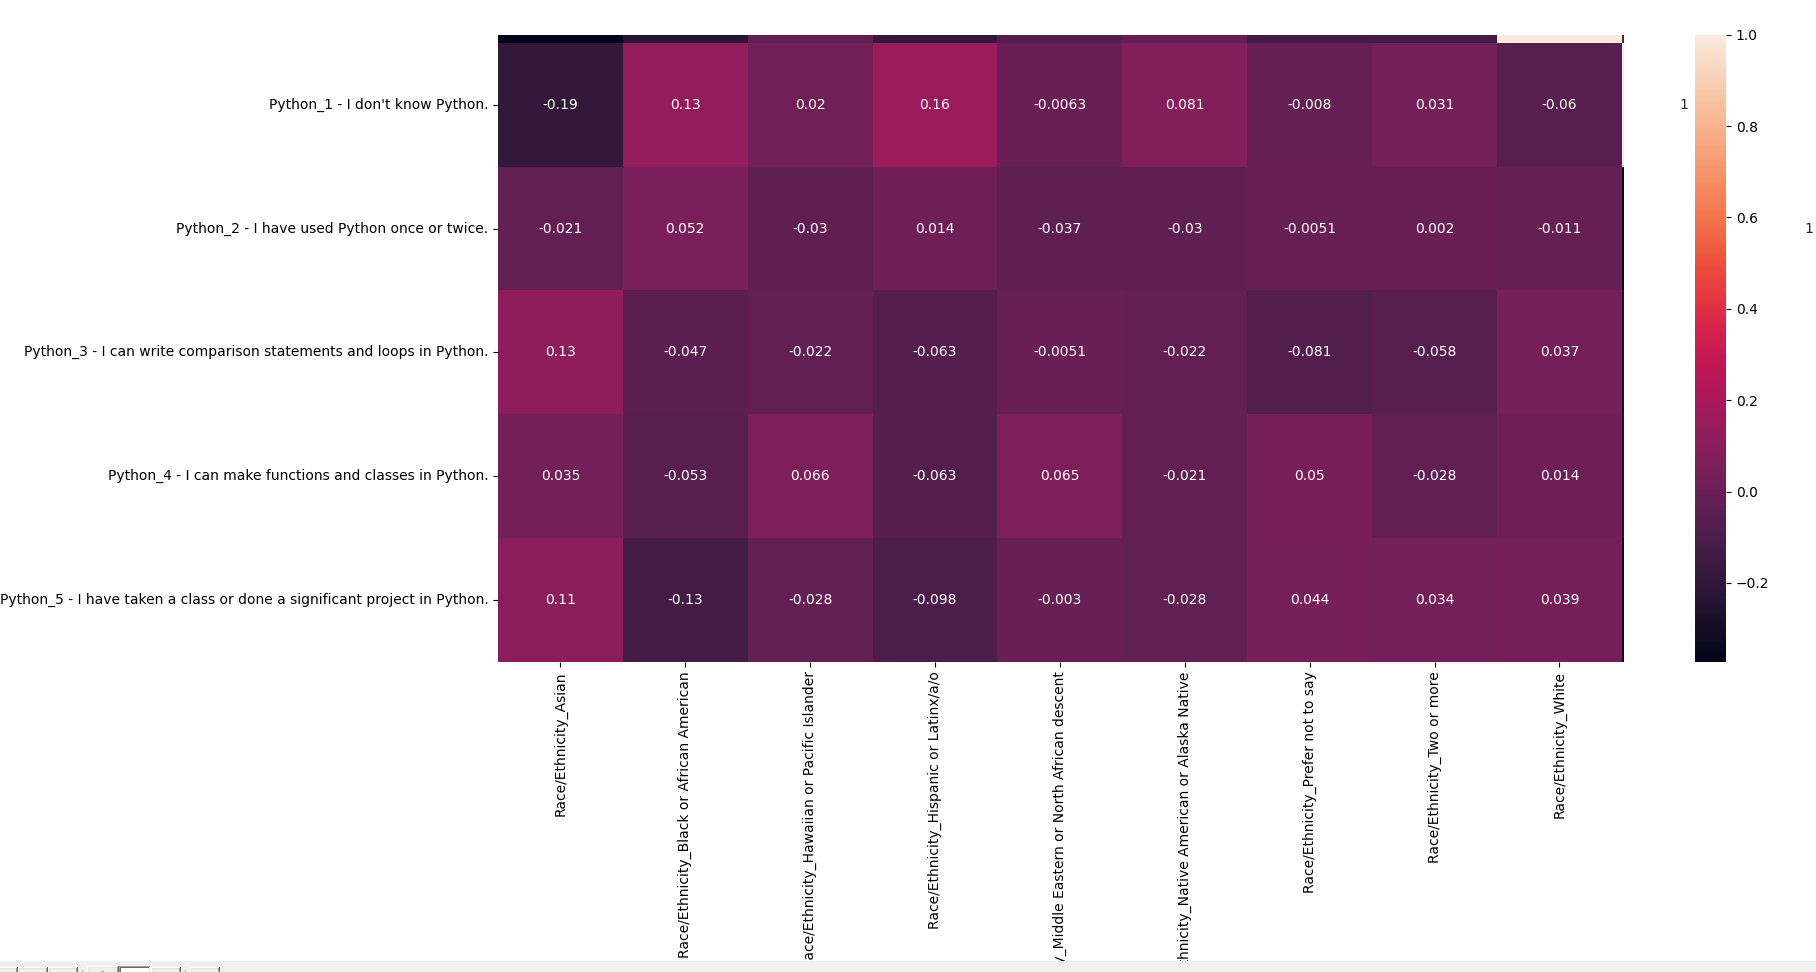 Python_1 - I don't know Python. -0.19 0.13 0.02 0.16 -0.0063 0.081 -0.008 0.031 -0.06 1
Python_2 - I have used Python once or twice. -0.021 0.052 -0.03 0.014 -0.037 -0.03 -0.0051 0.002 -0.011 1
Python_3 - I can write comparison statements and loops in Python. 0.13 -0.047 -0.022 -0.063 -0.0051 -0.022 -0.081 -0.058 0.037
Python_4 - I can make functions and classes in Python. 0.035 -0.053 0.066 -0.063 0.065 -0.021 0.05 -0.028 0.014
Python_5 - I have taken a class or done a significant project in Python. 0.11 -0.13 -0.028 -0.098 -0.003 -0.028 0.044 0.034 0.039
Race/Ethnicity_Asian
Race/Ethnicity_Black or African American
ace/Ethnicity_Hawaiian or Pacific Islander
Race/Ethnicity_Hispanic or Latinx/a/o
y_Middle Eastern or North African descent
hnicity_Native American or Alaska Native
Race/Ethnicity_Prefer not to say
Race/Ethnicity_Two or more
Race/Ethnicity_White
1.0
0.8
0.6
0.4
0.2
0.0
−0.2